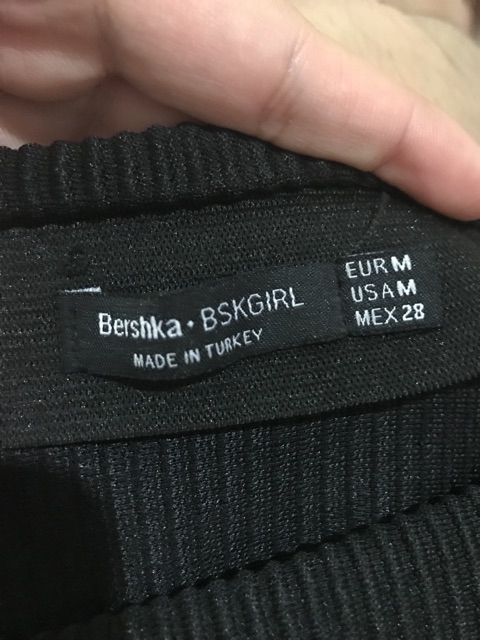 Bershka • BSKGIRL
MADE IN TURKEY
EUR M
USA M
MEX 28